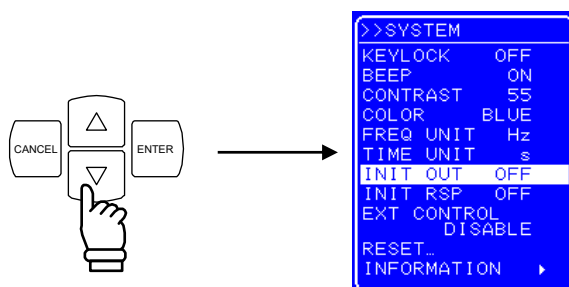 CANCEL
ENTER
>>SYSTEM
KEYLOCK OFF
BEEP ON
CONTRAST 55
COLOR BLUE
FREQ UNIT Hz
TIME UNIT s
INIT OUT OFF
INIT RSP OFF
EXT CONTROL
DISABLE
RESET…
INFORMATION